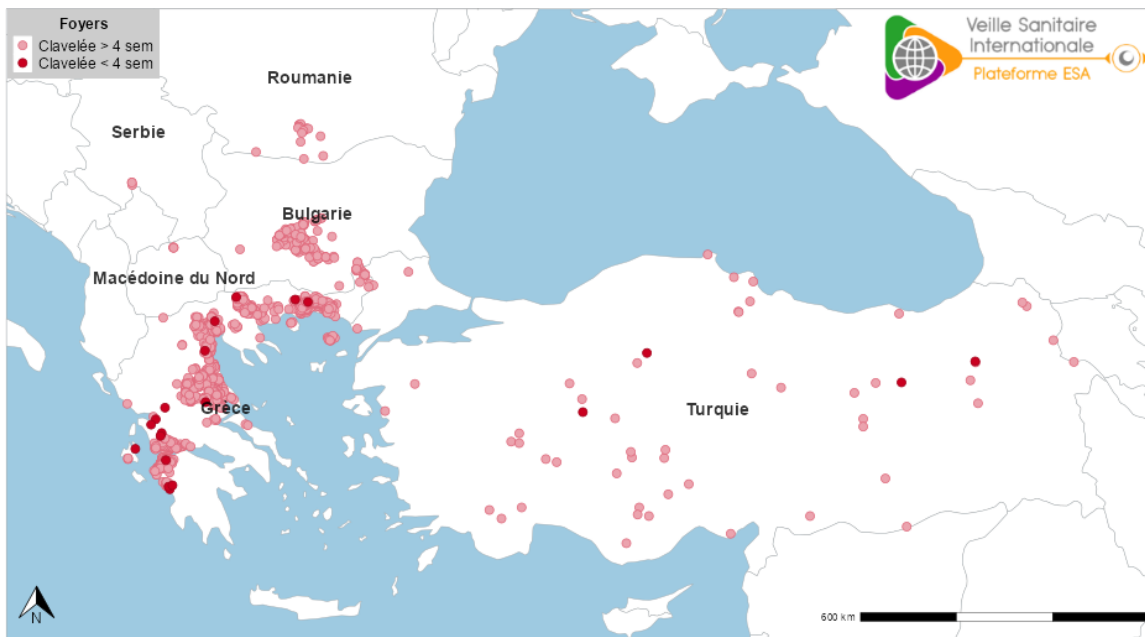 Foyers
Clavelée > 4 sem
Clavelée < 4 sem
Veille Sanitaire
Internationale
Plateforme ESA
Roumanie
Serbie
Bulgarie
Macédoine du Nord
Grèce
Turquie
N
600 km